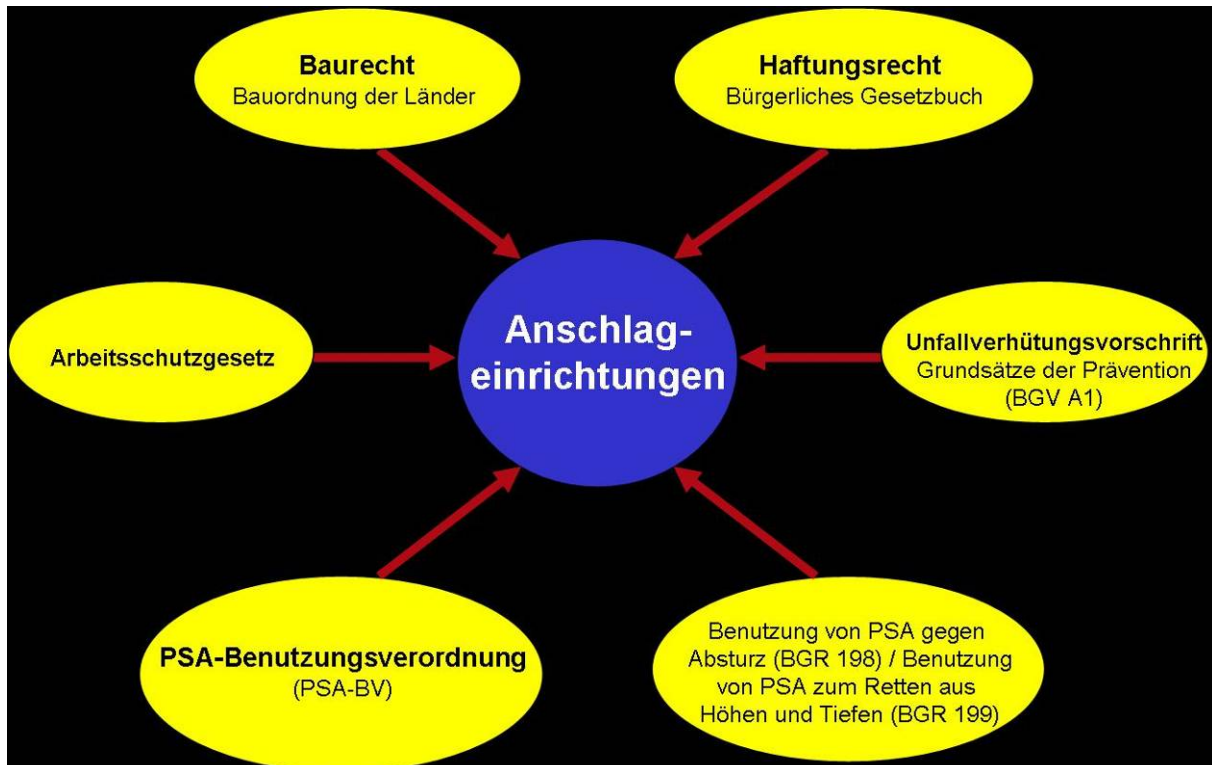 Baurecht
Bauordnung der Länder
Haftungsrecht
Bürgerliches Gesetzbuch
Arbeitsschutzgesetz
Anschlag-
einrichtungen
Unfallverhütungsvorschrift
Grundsätze der Prävention
(BGV A1)
PSA-Benutzungsverordnung
(PSA-BV)
Benutzung von PSA gegen
Absturz (BGR 198) / Benutzung
von PSA zum Retten aus
Höhen und Tiefen (BGR 199)